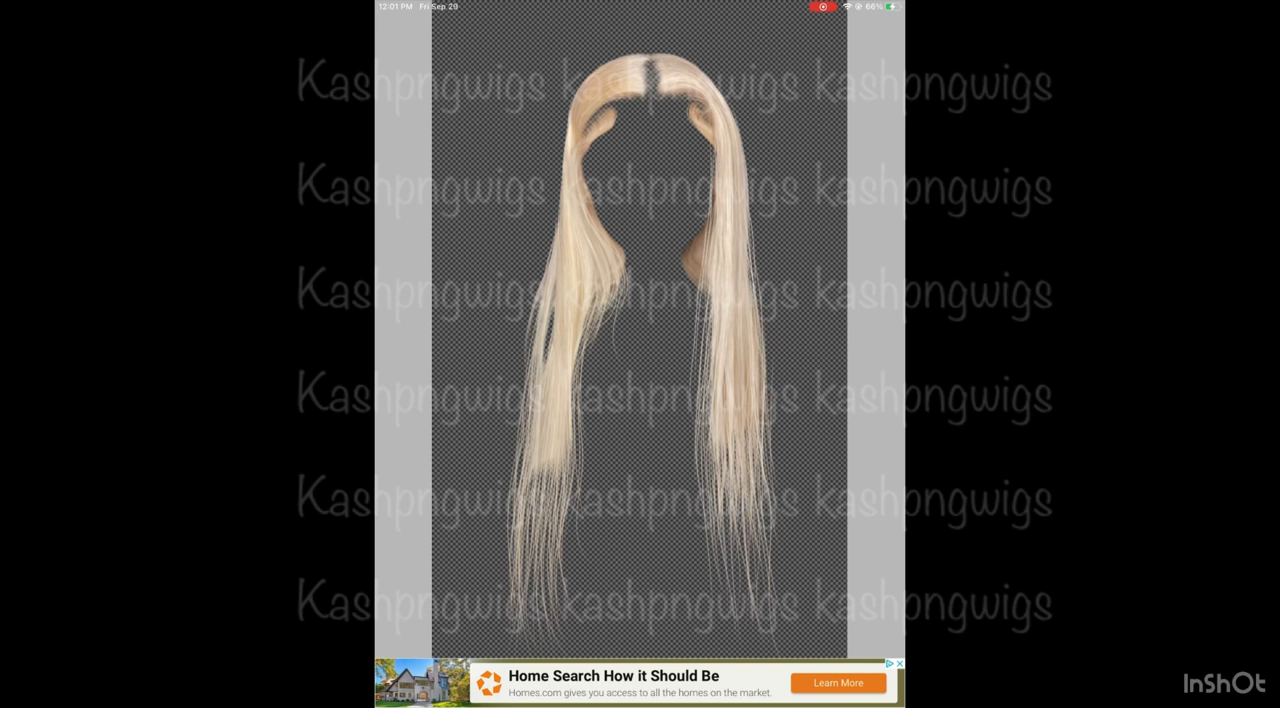 12:01 PM Fri Sep 29
66%
Kashpngwigs kashpngwigs kashpngwigs
Kashpngwigs kashpngwigs kashpngwigs
Kashpngwigs kashpngwigs kashpngwigs
Kashpngwigs kashpngwigs kashpngwigs
Kashpngwigs kashpngwigs kashpngwigs
Kashpngwigs kashpngwigs kashpngwigs
Home Search How it Should Be
Homes.com gives you access to all the homes on the market.
Learn More
InShOt